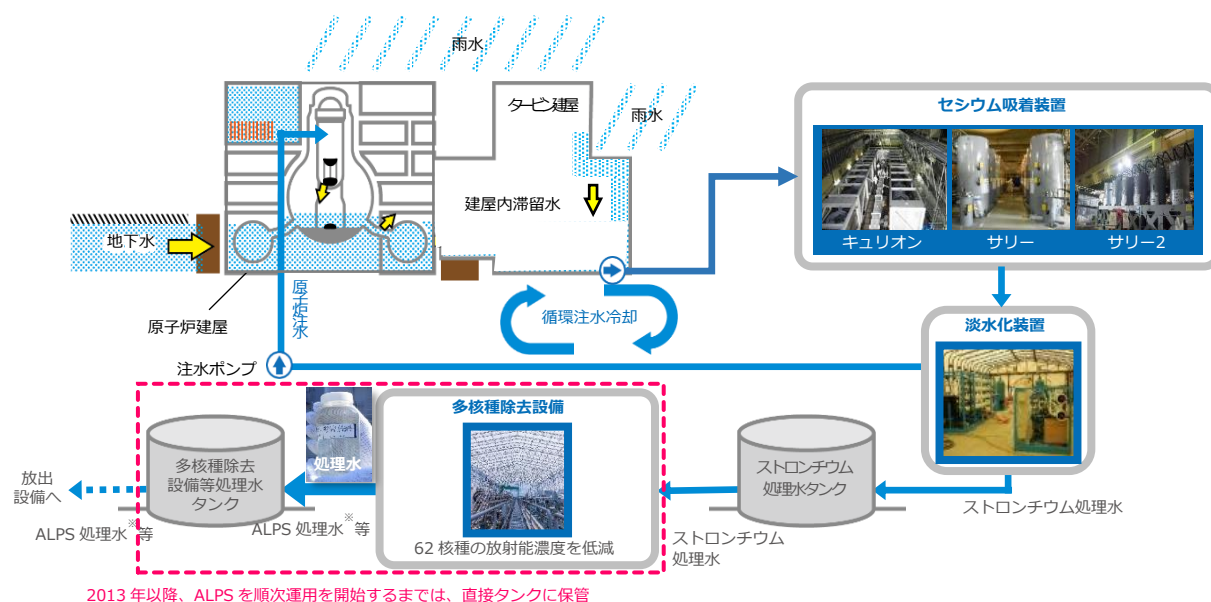 雨水
タービン建屋
雨水
セシウム吸着装置
キュリオン
サリー
サリー2
建屋内滞留水
地下水
原子炉建屋
原子炉注水
循環注水冷却
注水ポンプ
淡水化装置
多核種除去設備
処理水
62 核種の放射能濃度を低減
多核種除去
設備等処理水
タンク
ストロンチウム
処理水タンク
ストロンチウム処理水
ストロンチウム
処理水
放出
設備へ
ALPS 処理水※等
ALPS 処理水※等
2013 年以降、ALPS を順次運用を開始するまでは、直接タンクに保管